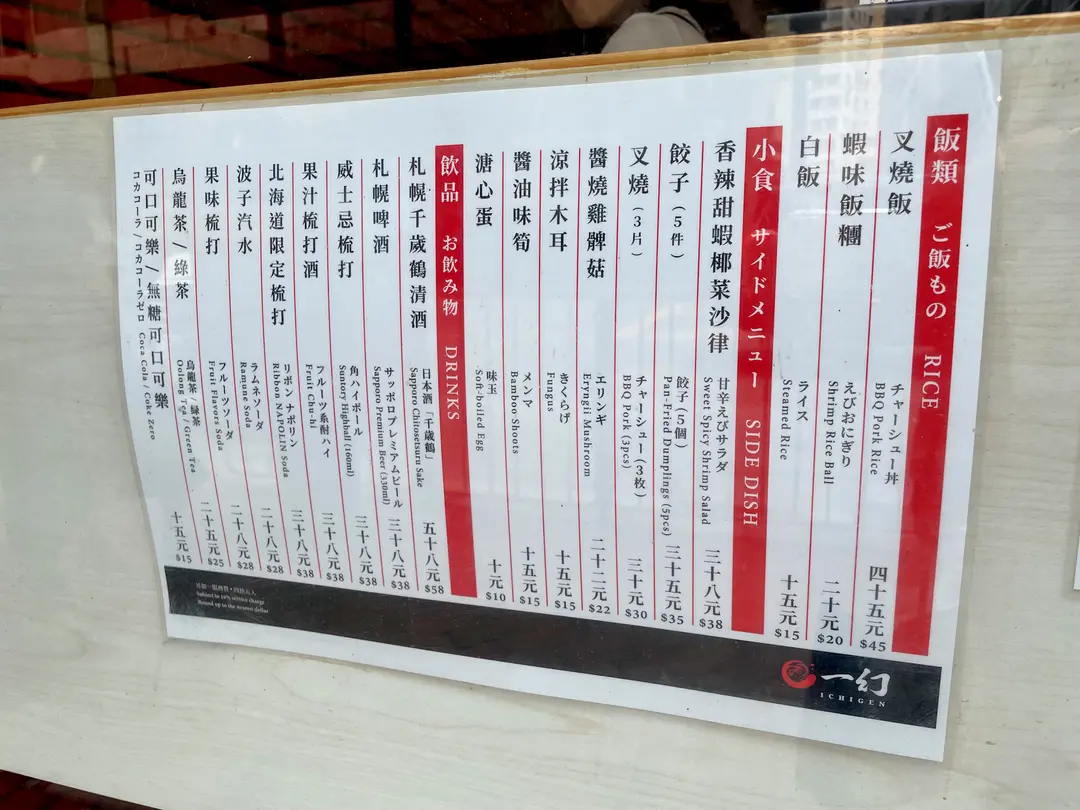 飯類 ご飯もの RICE
叉燒飯 チャーシュー丼 四十五元
BBQ Pork Rice $45
蝦味飯糰 えびおにぎり 二十元
Shrimp Rice Ball $20
白飯 ライス 十五元
Steamed Rice $15
小食 サイドメニュー SIDE DISH
香辣甜蝦椰菜沙律 甘辛えびサラダ 三十八元
Sweet Spicy Shrimp Salad $38
餃子（5件） 餃子（5個） 三十五元
Pan-Fried Dumplings (5pcs) $35
叉燒（3片） チャーシュー（3枚） 三十元
BBQ Pork (3pcs) $30
醬燒雞髀菇 エリンギ 二十二元
Eryngii Mushroom $22
涼拌木耳 きくらげ 十五元
Fungus $15
醬油味筍 メンマ 十五元
Bamboo Shoots $15
溏心蛋 味玉 十元
Soft-boiled Egg $10
飲品 お飲み物 DRINKS
札幌千歲鶴清酒 日本酒「千歳鶴」 五十八元
Sapporo Chitosetsuru Sake $58
札幌啤酒 サッポロプレミアムビール 三十八元
Sapporo Premium Beer (330ml) $38
威士忌梳打 角ハイボール 三十八元
Suntory Highball (160ml) $38
果汁梳打酒 フルーツ系酎ハイ 三十八元
Fruit Chu-hi $38
北海道限定梳打 リボン ナポリン 三十八元
Ribbon NAPOLIN Soda $38
波子汽水 ラムネソーダ 二十八元
Ramune Soda $28
果味梳打 フルーツソーダ 二十八元
Fruit Flavors Soda $28
烏龍茶 / 綠茶 烏龍茶 / 緑茶 二十五元
Oolong Tea / Green Tea $25
可口可樂 / 無糖可口可樂 十五元
コカコーラ / コカコーラゼロ Coca Cola / Coke Zero $15
Subject to 10% service charge
Round up to the nearest dollar
一幻
ICHIGEN